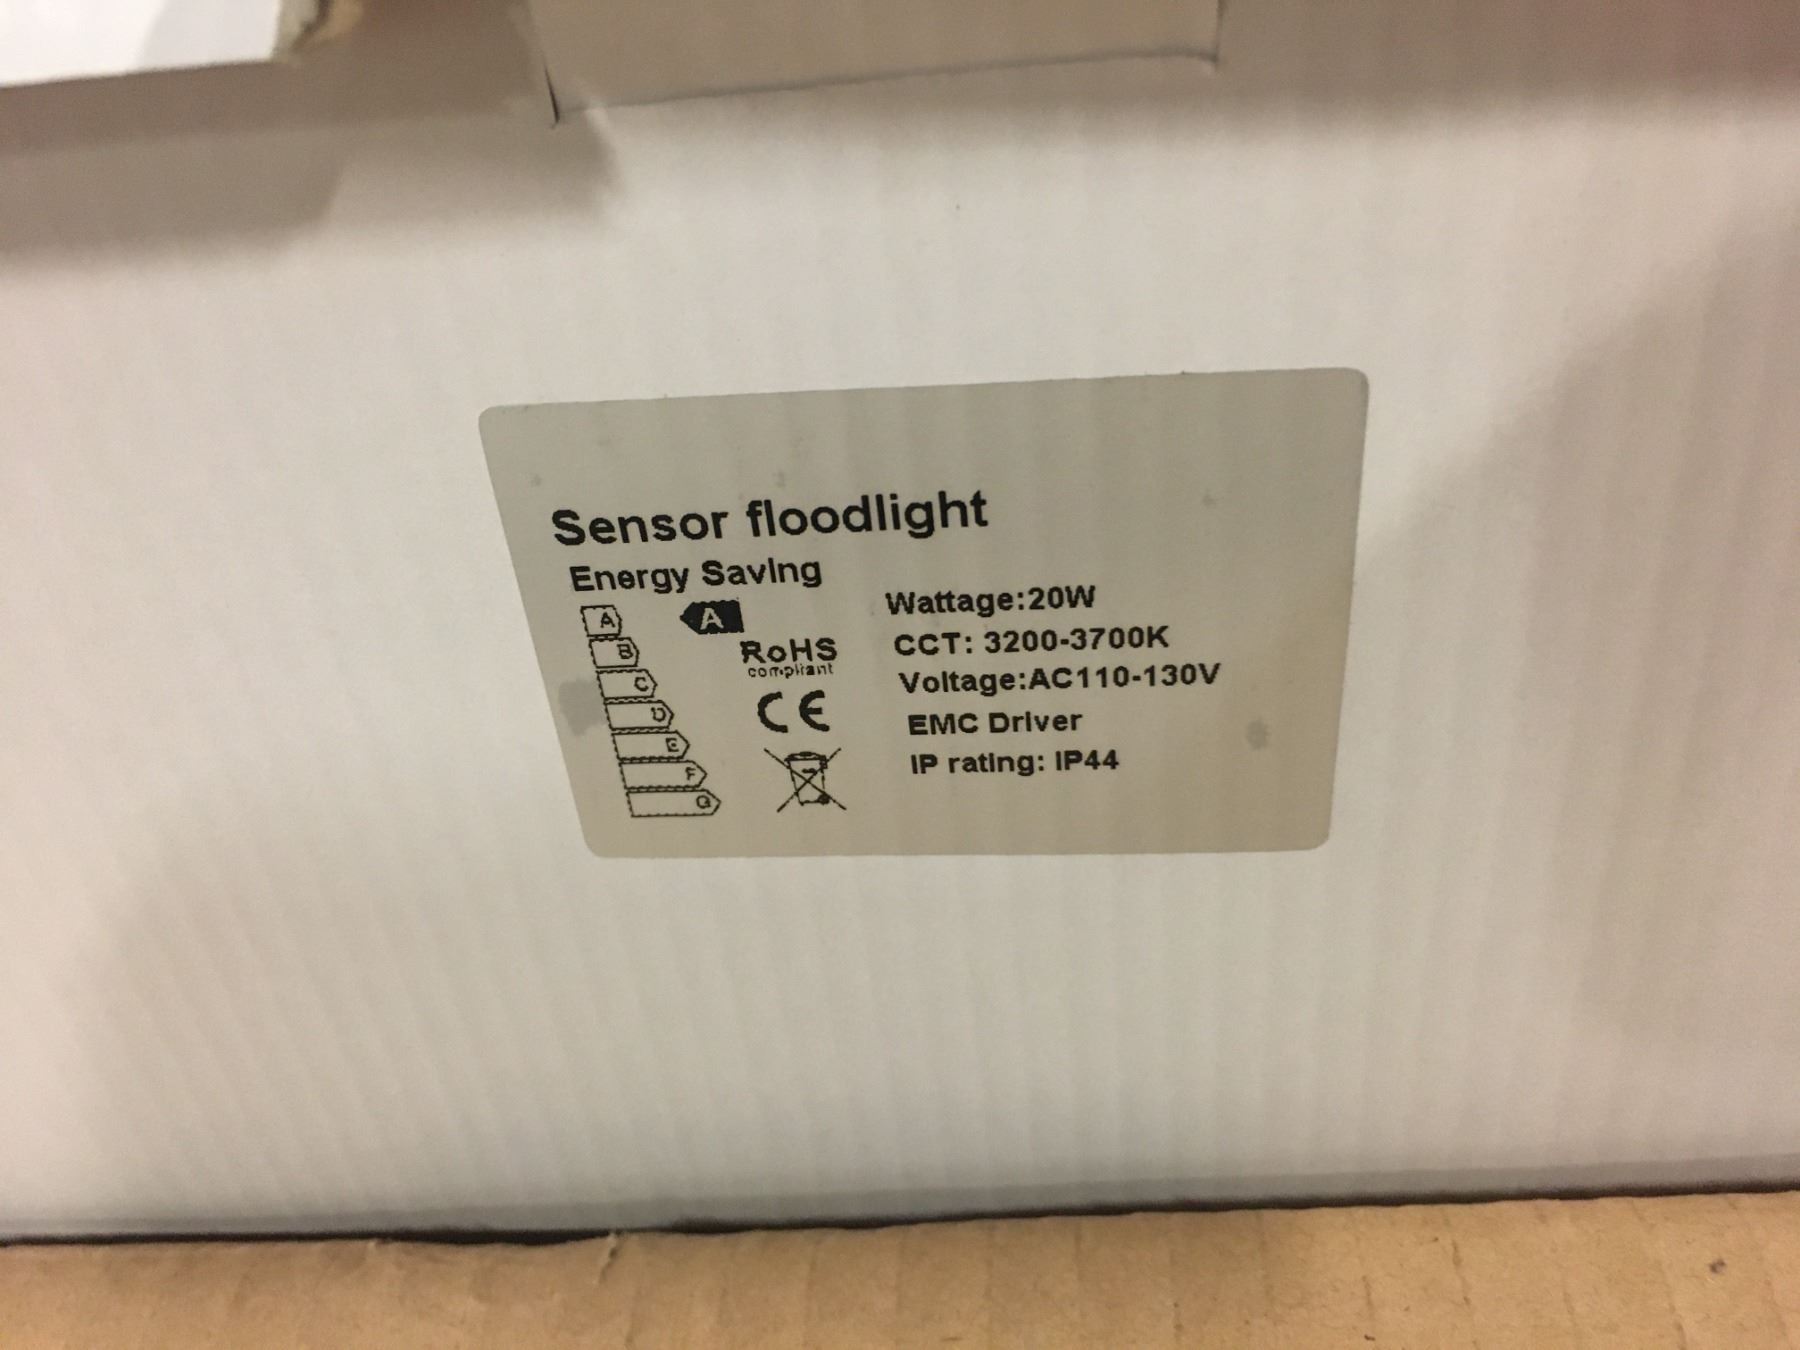 Sensor floodlight
Energy Saving
A
B
C
D
E
F
G
A
RoHS
compliant
CE
Wattage:20W
CCT: 3200-3700K
Voltage:AC110-130V
EMC Driver
IP rating: IP44